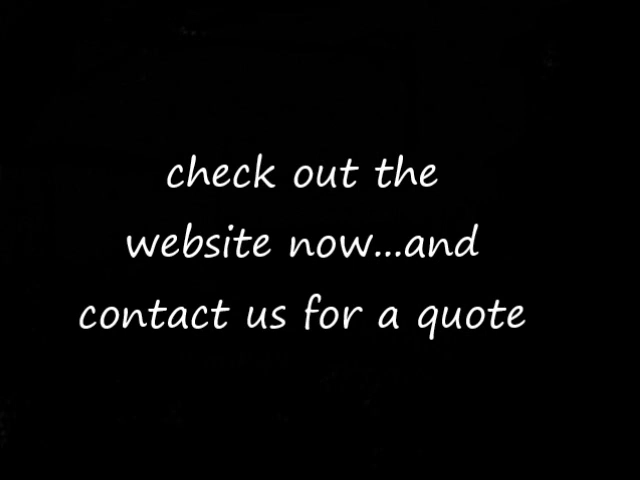 check out the
website now...and
contact us for a quote